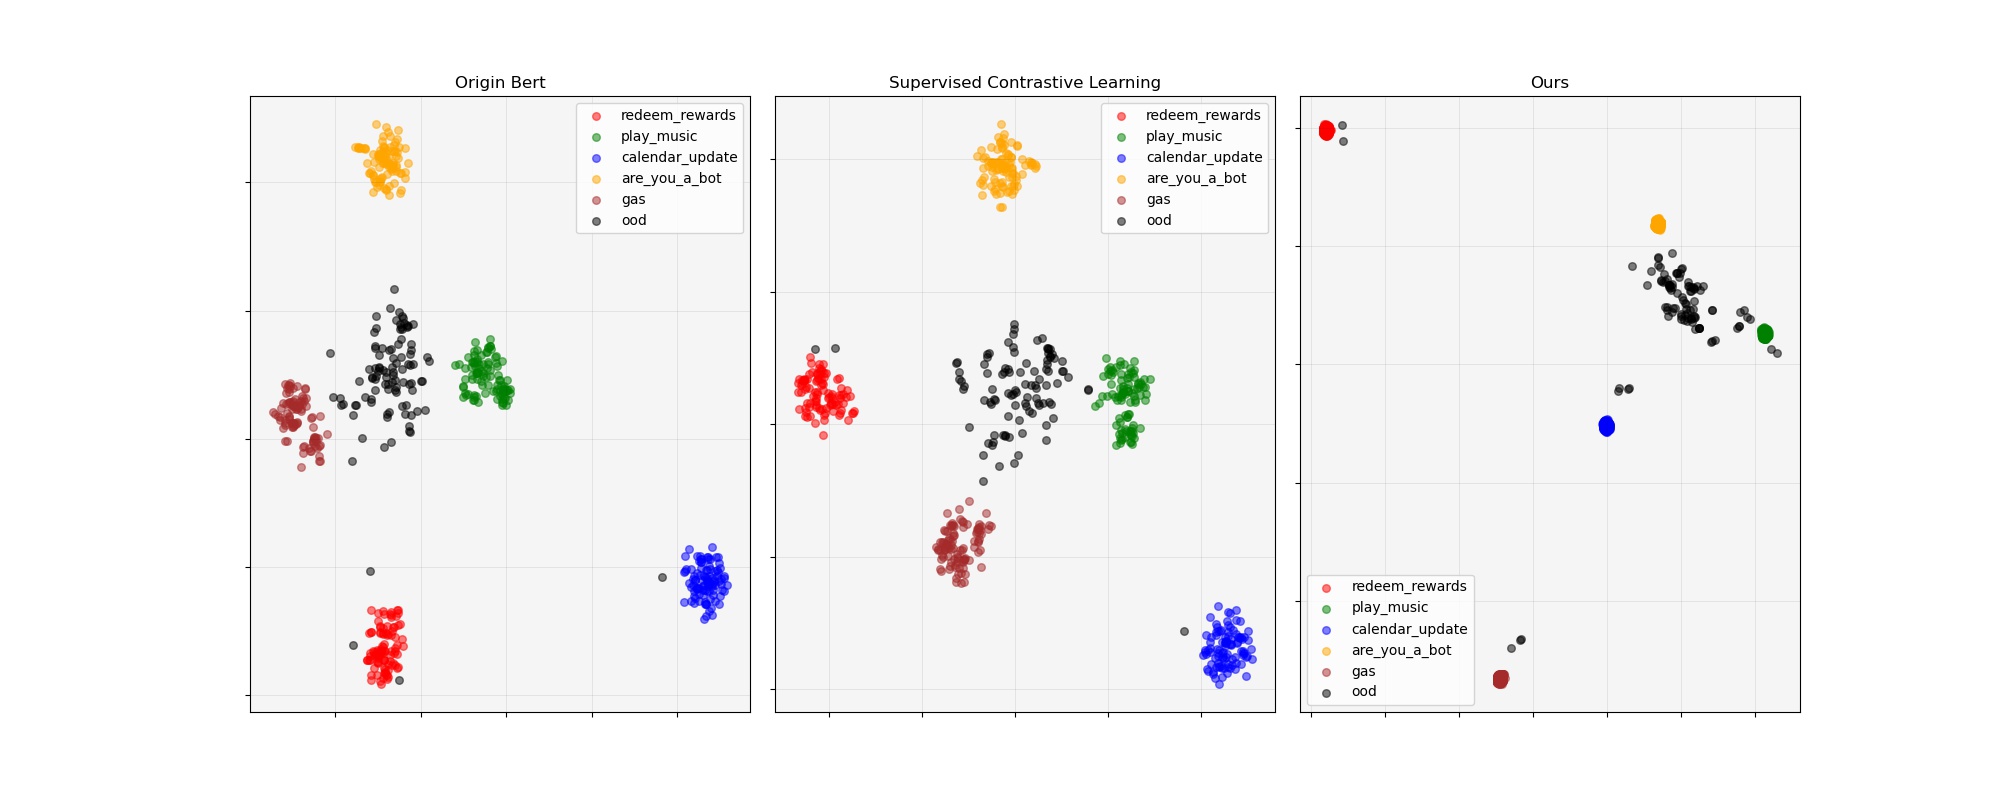 Origin Bert
redeem_rewards
play_music
calendar_update
are_you_a_bot
gas
ood
Supervised Contrastive Learning
redeem_rewards
play_music
calendar_update
are_you_a_bot
gas
ood
Ours
redeem_rewards
play_music
calendar_update
are_you_a_bot
gas
ood